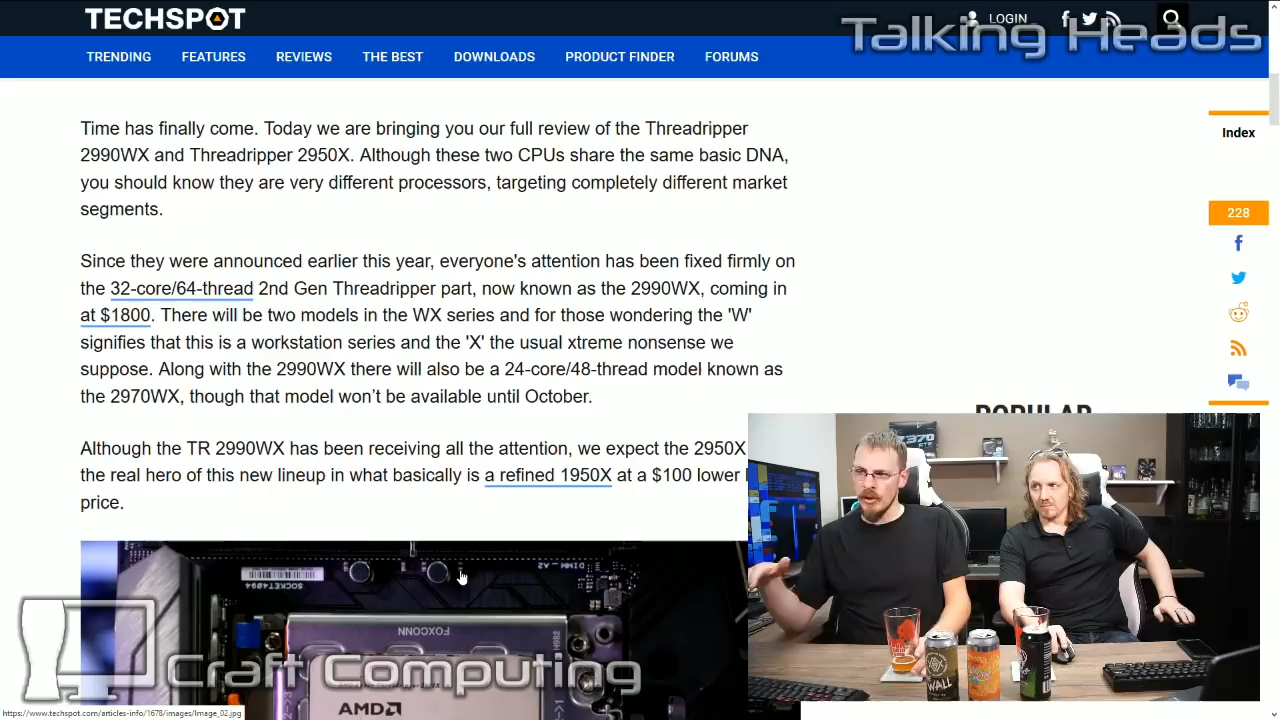 TECHSPOT
LOGIN
Talking Heads
TRENDING FEATURES REVIEWS THE BEST DOWNLOADS PRODUCT FINDER FORUMS
Time has finally come. Today we are bringing you our full review of the Threadripper
2990WX and Threadripper 2950X. Although these two CPUs share the same basic DNA,
you should know they are very different processors, targeting completely different market
segments.
Index
228
Since they were announced earlier this year, everyone's attention has been fixed firmly on
the 32-core/64-thread 2nd Gen Threadripper part, now known as the 2990WX, coming in
at $1800. There will be two models in the WX series and for those wondering the 'W'
signifies that this is a workstation series and the 'X' the usual xtreme nonsense we
suppose. Along with the 2990WX there will also be a 24-core/48-thread model known as
the 2970WX, though that model won't be available until October.
POPULAR
Although the TR 2990WX has been receiving all the attention, we expect the 2950X
the real hero of this new lineup in what basically is a refined 1950X at a $100 lower
price.
Z370
DIMM_A2
SOCKET4094
FOXCONN
AMD
WALL
Craft Computing
https://www.techspot.com/articles-info/1678/images/Image_02.jpg